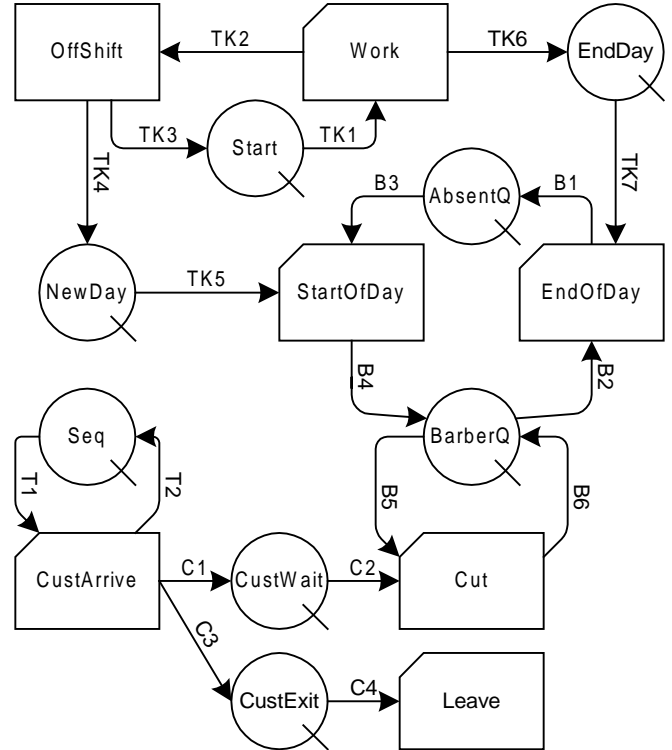 OffShift
TK2
Work
TK6
EndDay
TK3
Start
TK1
TK4
TK7
B3
AbsentQ
B1
NewDay
TK5
StartOfDay
EndOfDay
B4
B2
Seq
BarberQ
T1
T2
B5
B6
CustArrive
C1
CustWait
C2
Cut
C3
CustExit
C4
Leave